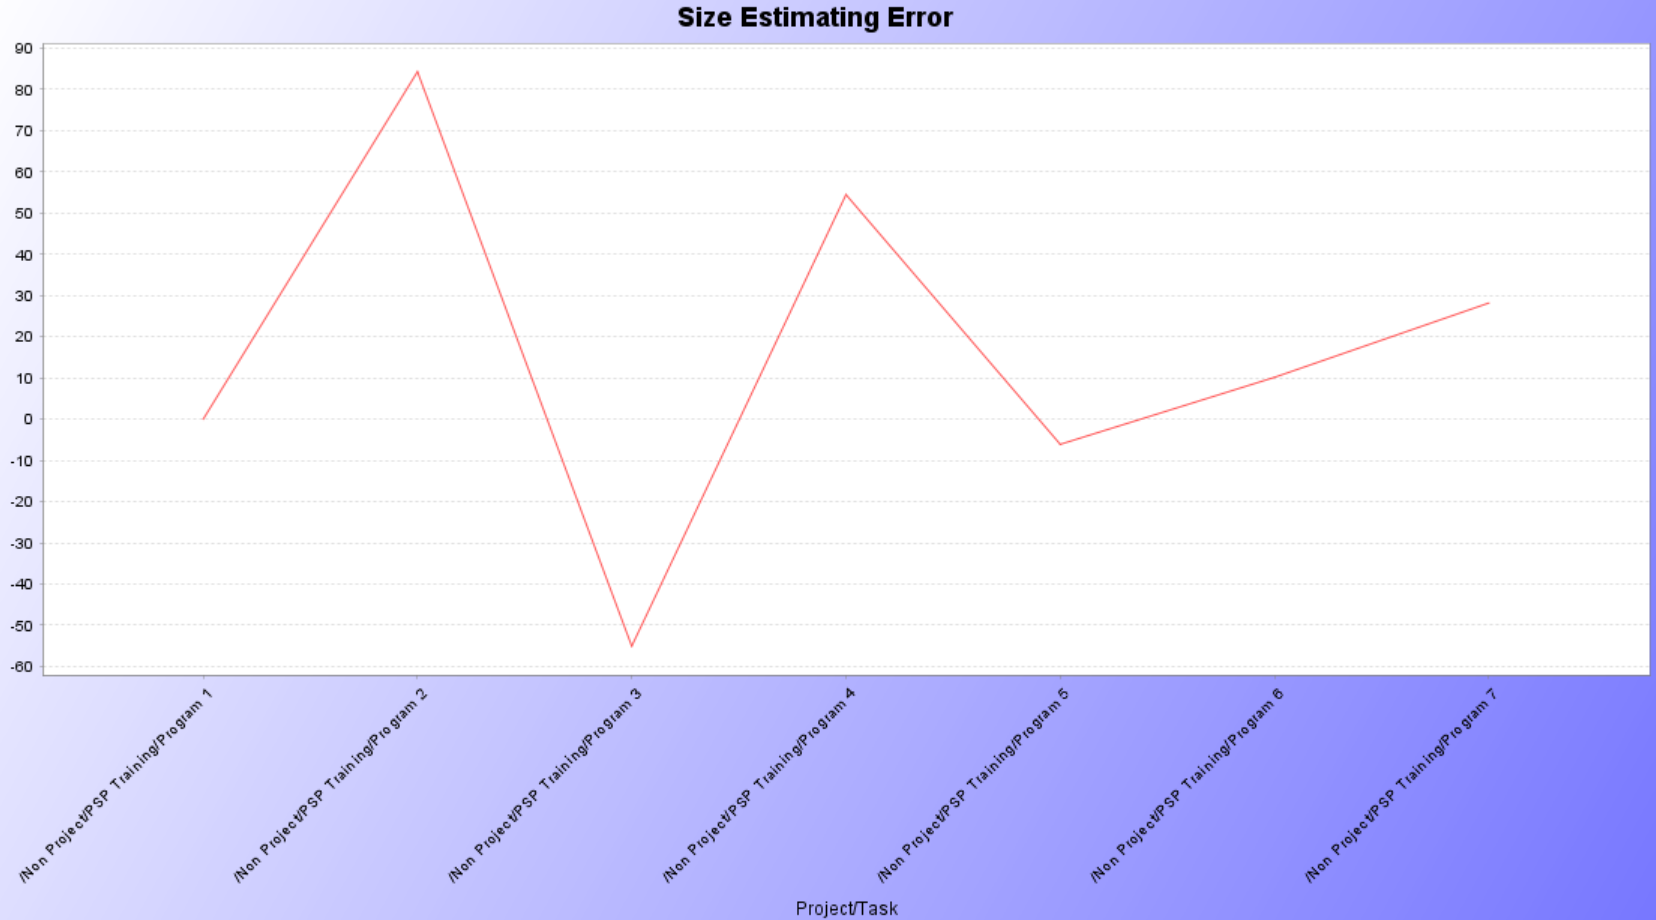 Size Estimating Error
90
80
70
60
50
40
30
20
10
0
-10
-20
-30
-40
-50
-60
/Non Project/PSP Training/Program 1
/Non Project/PSP Training/Program 2
/Non Project/PSP Training/Program 3
/Non Project/PSP Training/Program 4
/Non Project/PSP Training/Program 5
/Non Project/PSP Training/Program 6
/Non Project/PSP Training/Program 7
Project/Task